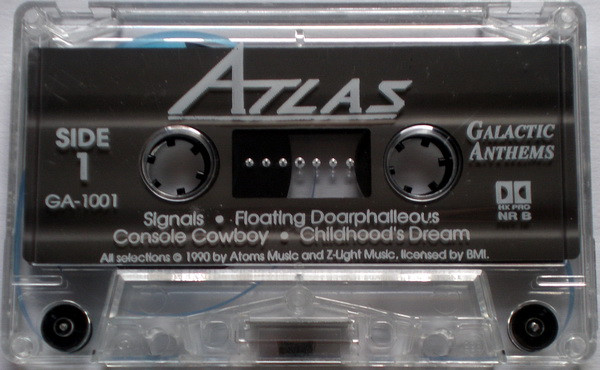 ATLAS
SIDE
1
GA-1001
GALACTIC
ANTHEMS
HX PRO
NR B
Signals • Floating Doarphalleous
Console Cowboy • Childhood's Dream
All selections © 1990 by Atoms Music and Z-Light Music, licensed by BMI.